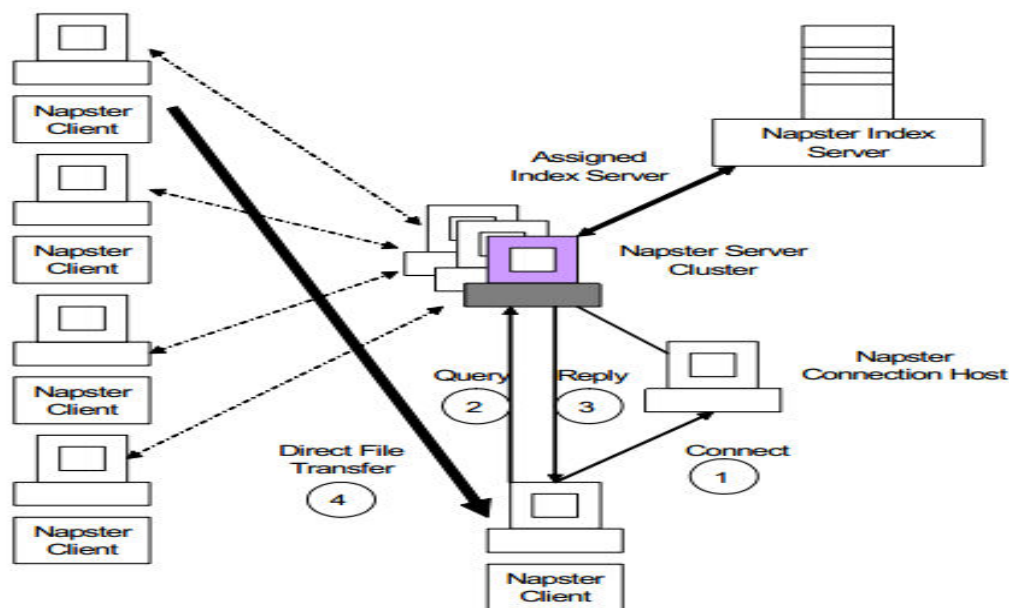 Napster
Client
Napster
Client
Napster
Client
Napster
Client
Napster Index
Server
Assigned
Index Server
Napster Server
Cluster
Napster
Connection Host
Query
2
Reply
3
Connect
1
Direct File
Transfer
4
Napster
Client